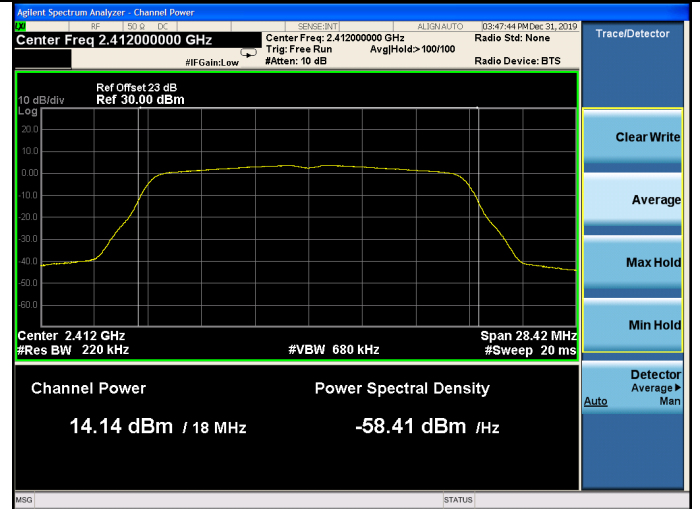 Agilent Spectrum Analyzer - Channel Power
LXI RF 50 Ω DC SENSE:INT ALIGN AUTO 03:47:44 PM Dec 31, 2019
Center Freq 2.412000000 GHz
Center Freq: 2.412000000 GHz Radio Std: None
Trig: Free Run Avg|Hold:> 100/100
#IFGain:Low #Atten: 10 dB Radio Device: BTS
Ref Offset 23 dB
10 dB/div Ref 30.00 dBm
Log
20.0
10.0
0.00
-10.0
-20.0
-30.0
-40.0
-50.0
-60.0
Center 2.412 GHz Span 28.42 MHz
#Res BW 220 kHz #VBW 680 kHz #Sweep 20 ms
Channel Power Power Spectral Density
14.14 dBm / 18 MHz -58.41 dBm /Hz
MSG STATUS
Trace/Detector
Clear Write
Average
Max Hold
Min Hold
Detector
Average▶
Auto Man